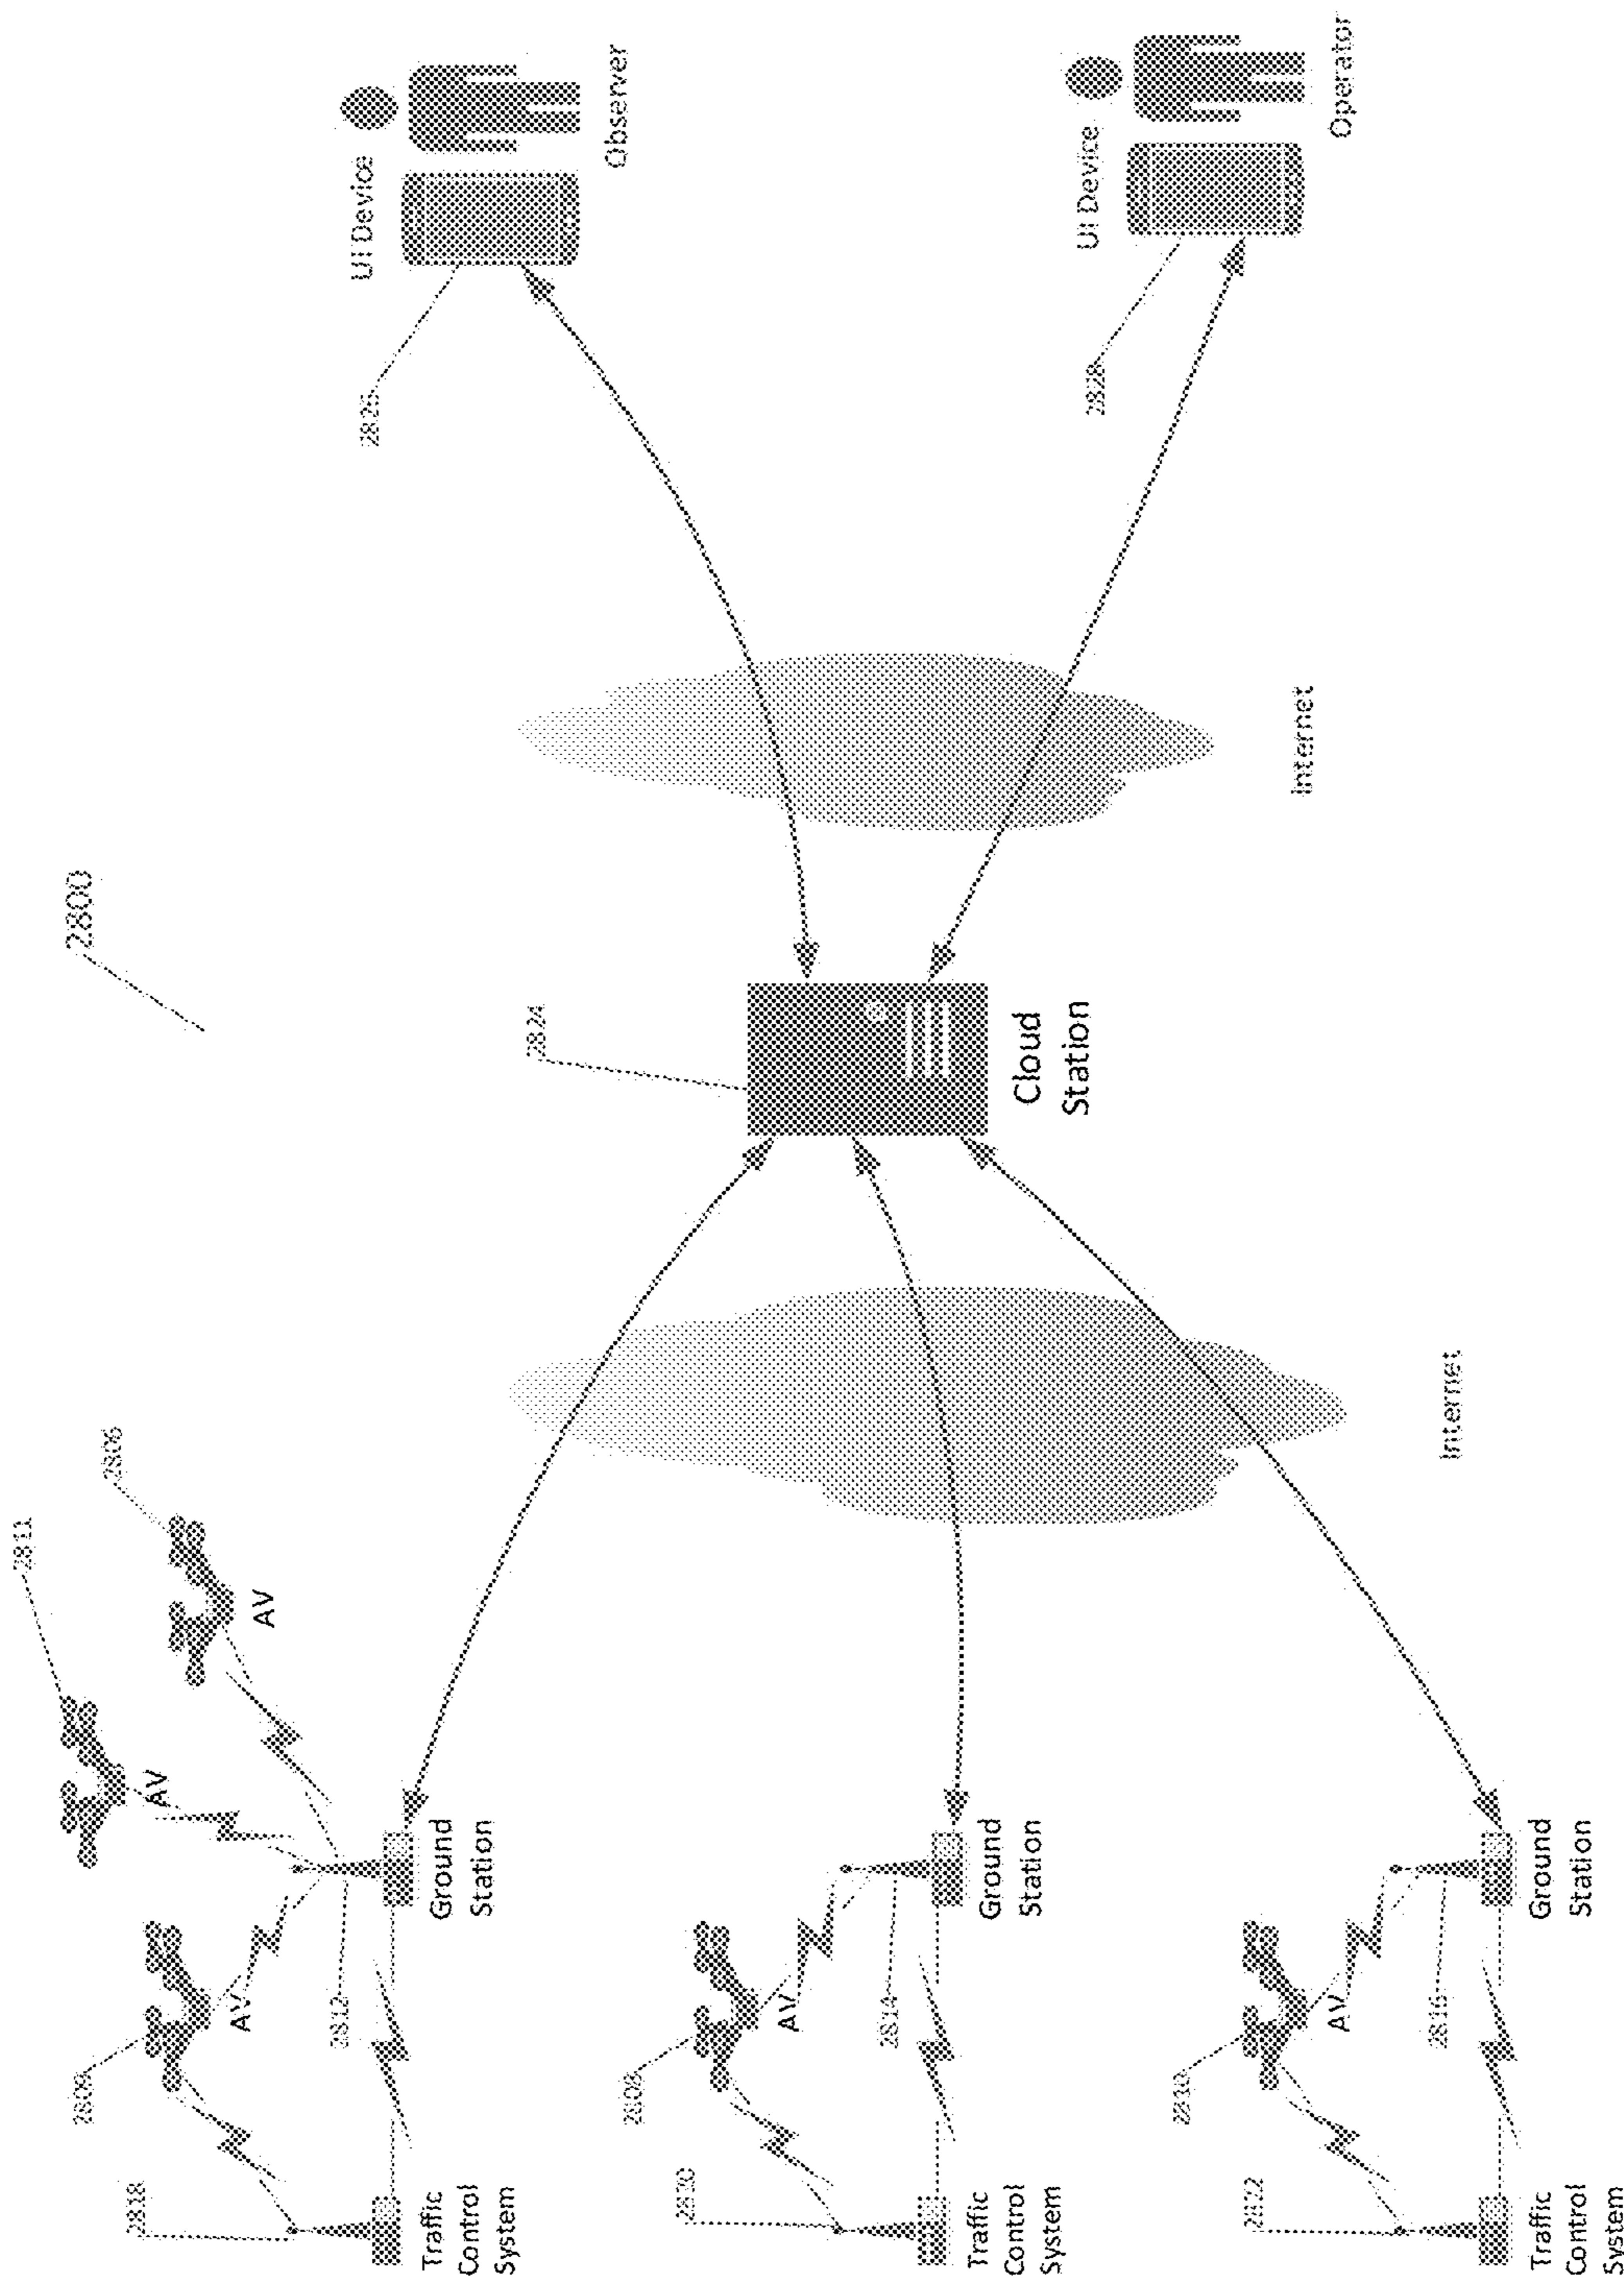 2811
2800
2809
2806
2818
AV
AV
AV
2812
UI Device
2826
Traffic
Control
System
Ground
Station
2824
Observer
2808
2820
AV
2814
Traffic
Control
System
Ground
Station
Cloud
Station
UI Device
2828
2810
2822
Internet
AV
Operator
2816
Internet
Traffic
Control
System
Ground
Station